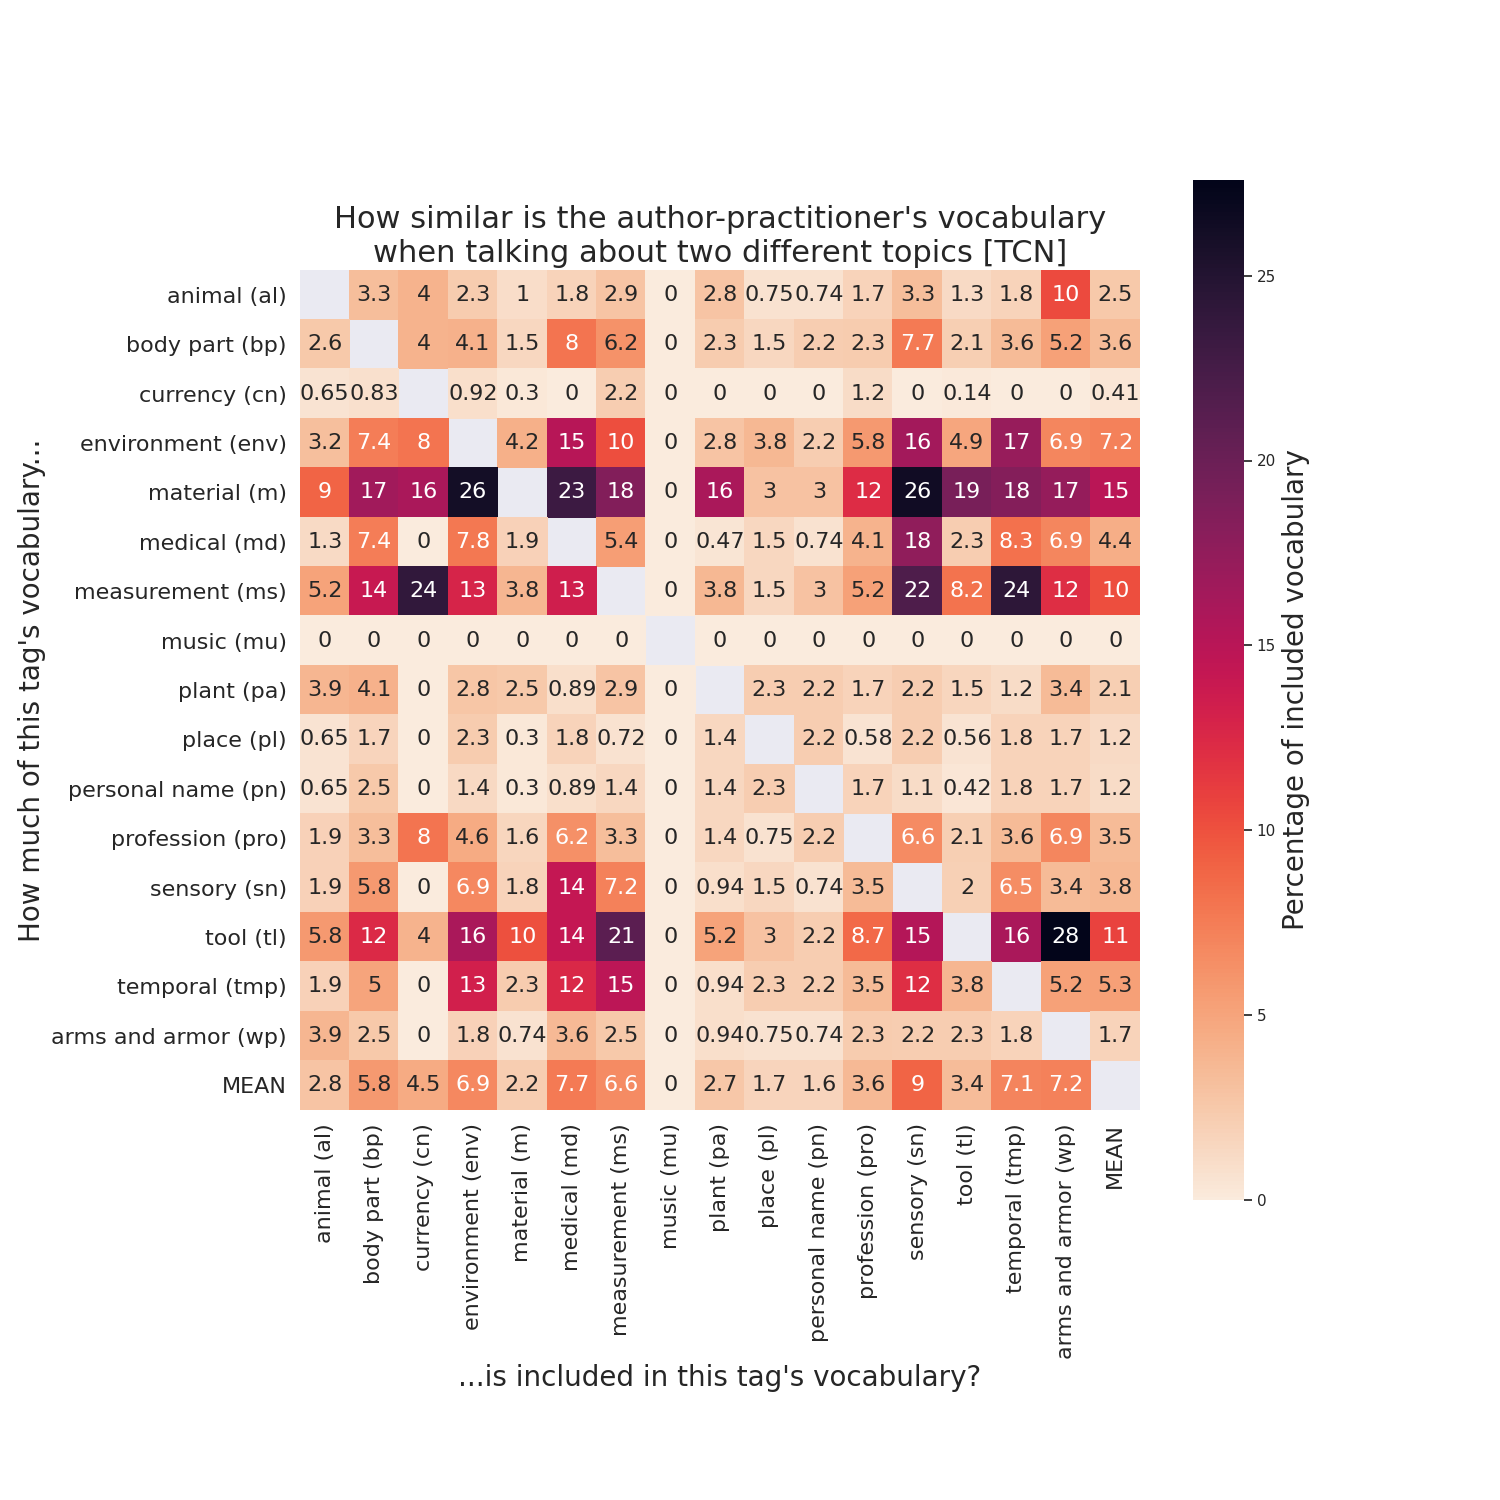 How similar is the author-practitioner's vocabulary
when talking about two different topics [TCN]
How much of this tag's vocabulary...
animal (al) 3.3 4 2.3 1 1.8 2.9 0 2.8 0.75 0.74 1.7 3.3 1.3 1.8 10 2.5
body part (bp) 2.6 4 4.1 1.5 8 6.2 0 2.3 1.5 2.2 2.3 7.7 2.1 3.6 5.2 3.6
currency (cn) 0.65 0.83 0.92 0.3 0 2.2 0 0 0 0 1.2 0 0.14 0 0 0.41
environment (env) 3.2 7.4 8 4.2 15 10 0 2.8 3.8 2.2 5.8 16 4.9 17 6.9 7.2
material (m) 9 17 16 26 23 18 0 16 3 3 12 26 19 18 17 15
medical (md) 1.3 7.4 0 7.8 1.9 5.4 0 0.47 1.5 0.74 4.1 18 2.3 8.3 6.9 4.4
measurement (ms) 5.2 14 24 13 3.8 13 0 3.8 1.5 3 5.2 22 8.2 24 12 10
music (mu) 0 0 0 0 0 0 0 0 0 0 0 0 0 0 0 0
plant (pa) 3.9 4.1 0 2.8 2.5 0.89 2.9 0 2.3 2.2 1.7 2.2 1.5 1.2 3.4 2.1
place (pl) 0.65 1.7 0 2.3 0.3 1.8 0.72 0 1.4 2.2 0.58 2.2 0.56 1.8 1.7 1.2
personal name (pn) 0.65 2.5 0 1.4 0.3 0.89 1.4 0 1.4 2.3 1.7 1.1 0.42 1.8 1.7 1.2
profession (pro) 1.9 3.3 8 4.6 1.6 6.2 3.3 0 1.4 0.75 2.2 6.6 2.1 3.6 6.9 3.5
sensory (sn) 1.9 5.8 0 6.9 1.8 14 7.2 0 0.94 1.5 0.74 3.5 2 6.5 3.4 3.8
tool (tl) 5.8 12 4 16 10 14 21 0 5.2 3 2.2 8.7 15 16 28 11
temporal (tmp) 1.9 5 0 13 2.3 12 15 0 0.94 2.3 2.2 3.5 12 3.8 5.2 5.3
arms and armor (wp) 3.9 2.5 0 1.8 0.74 3.6 2.5 0 0.94 0.75 0.74 2.3 2.2 2.3 1.8 1.7
MEAN 2.8 5.8 4.5 6.9 2.2 7.7 6.6 0 2.7 1.7 1.6 3.6 9 3.4 7.1 7.2
animal (al)
body part (bp)
currency (cn)
environment (env)
material (m)
medical (md)
measurement (ms)
music (mu)
plant (pa)
place (pl)
personal name (pn)
profession (pro)
sensory (sn)
tool (tl)
temporal (tmp)
arms and armor (wp)
MEAN
...is included in this tag's vocabulary?
25
20
15
10
5
0
Percentage of included vocabulary